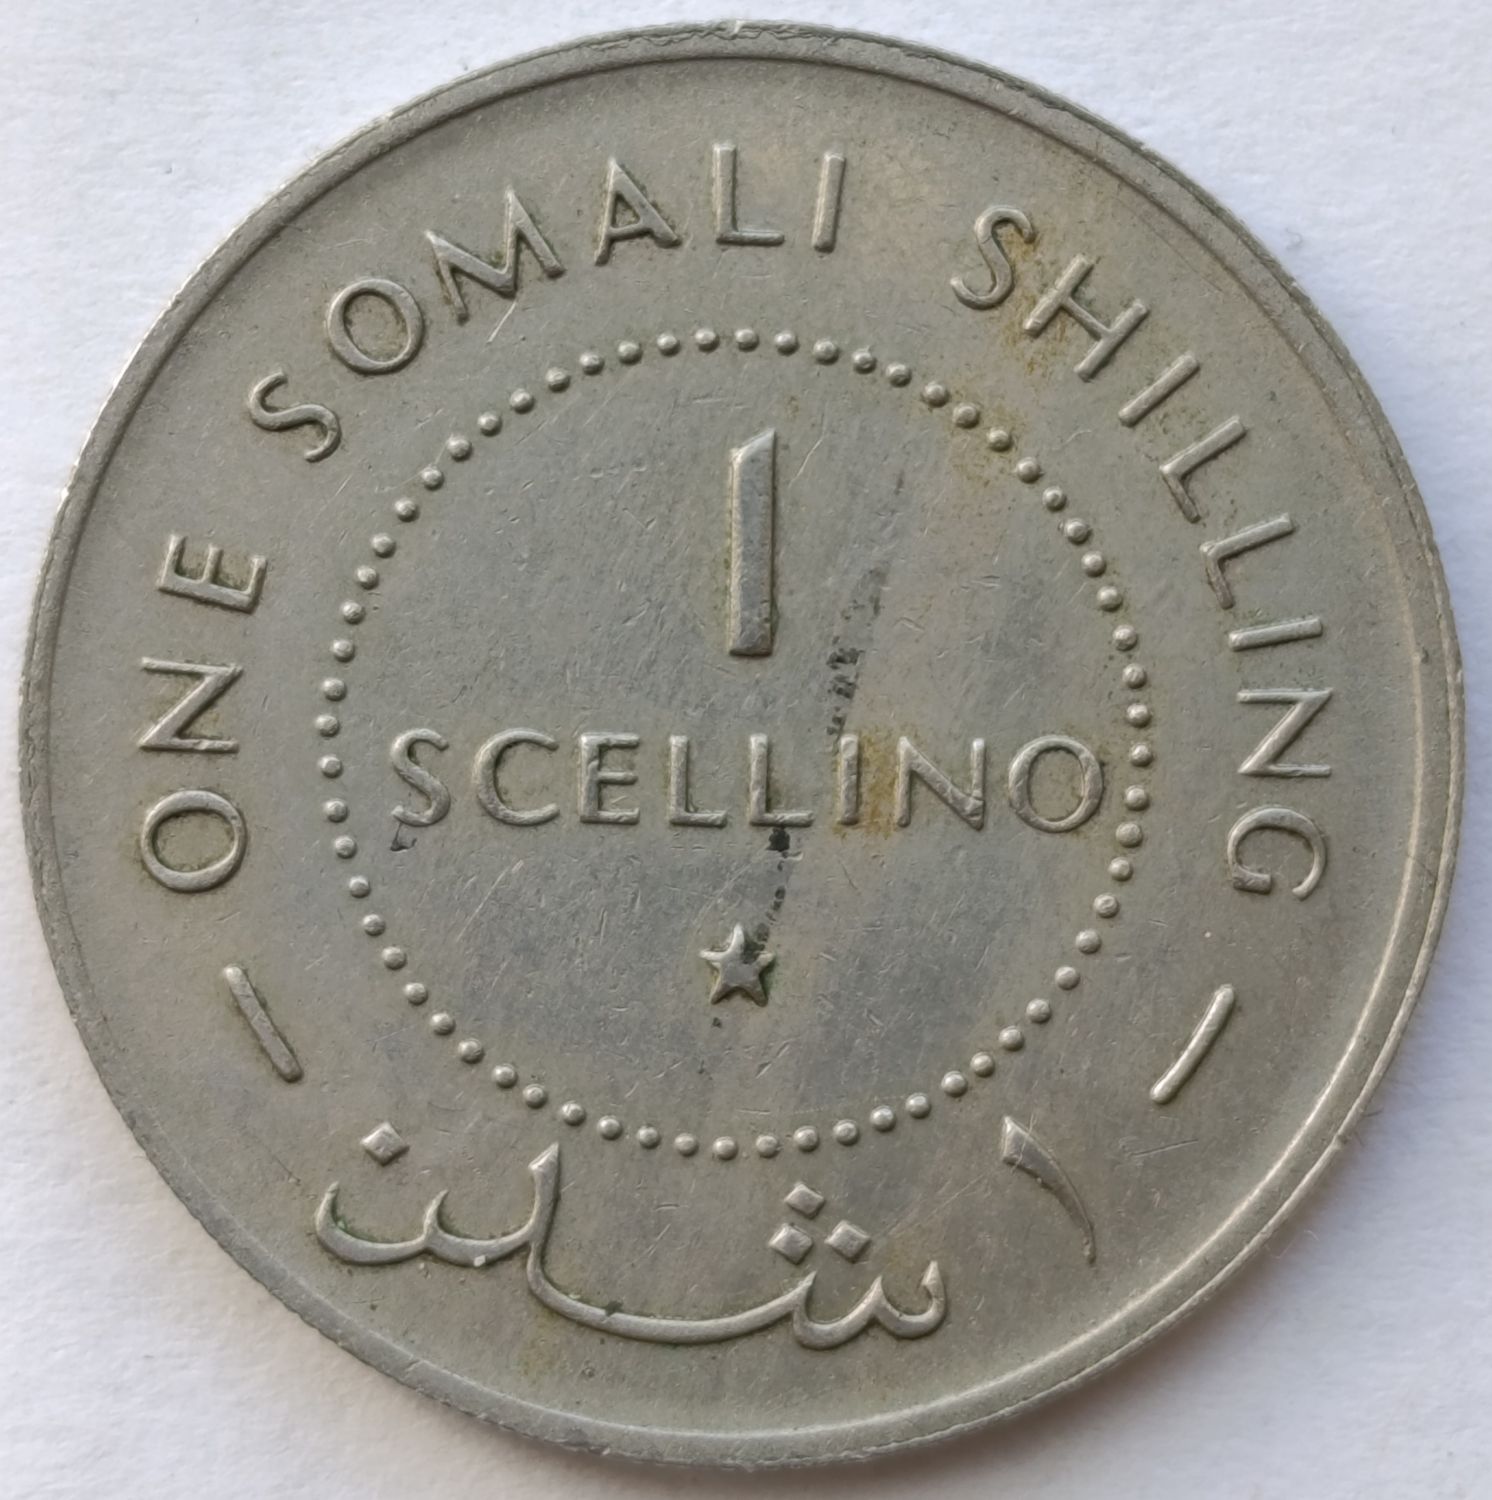 ONE SOMALI SHILLING
1
SCELLINO
١ شلن